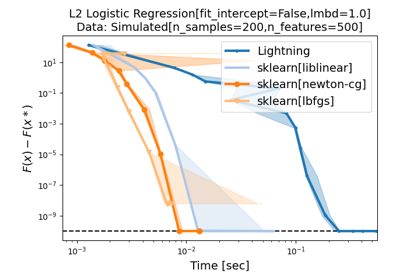 L2 Logistic Regression[fit_intercept=False,lmbd=1.0]
Data: Simulated[n_samples=200,n_features=500]
Lightning
sklearn[liblinear]
sklearn[newton-cg]
sklearn[lbfgs]
F(x) − F(x*)
10¹
10⁻¹
10⁻³
10⁻⁵
10⁻⁷
10⁻⁹
10⁻³
10⁻²
10⁻¹
Time [sec]